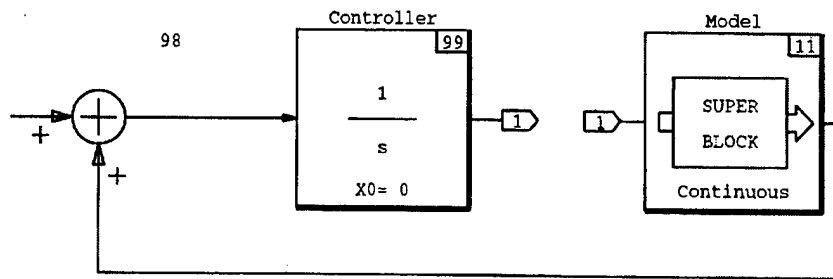 Controller
Model
98
99
11
1
s
X0= 0
1
1
SUPER
BLOCK
Continuous
+
+